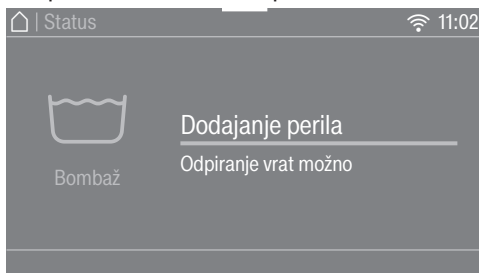 | Status 11:02
Dodajanje perila
Bombaž
Odpiranje vrat možno